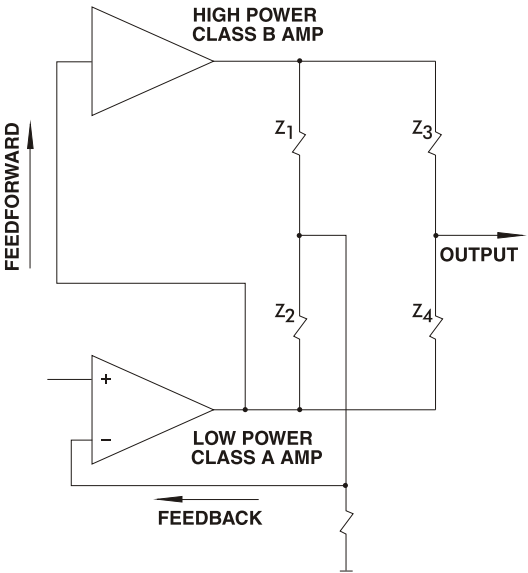 HIGH POWER
CLASS B AMP
FEEDFORWARD
Z1
Z3
OUTPUT
Z2
Z4
+
−
LOW POWER
CLASS A AMP
FEEDBACK